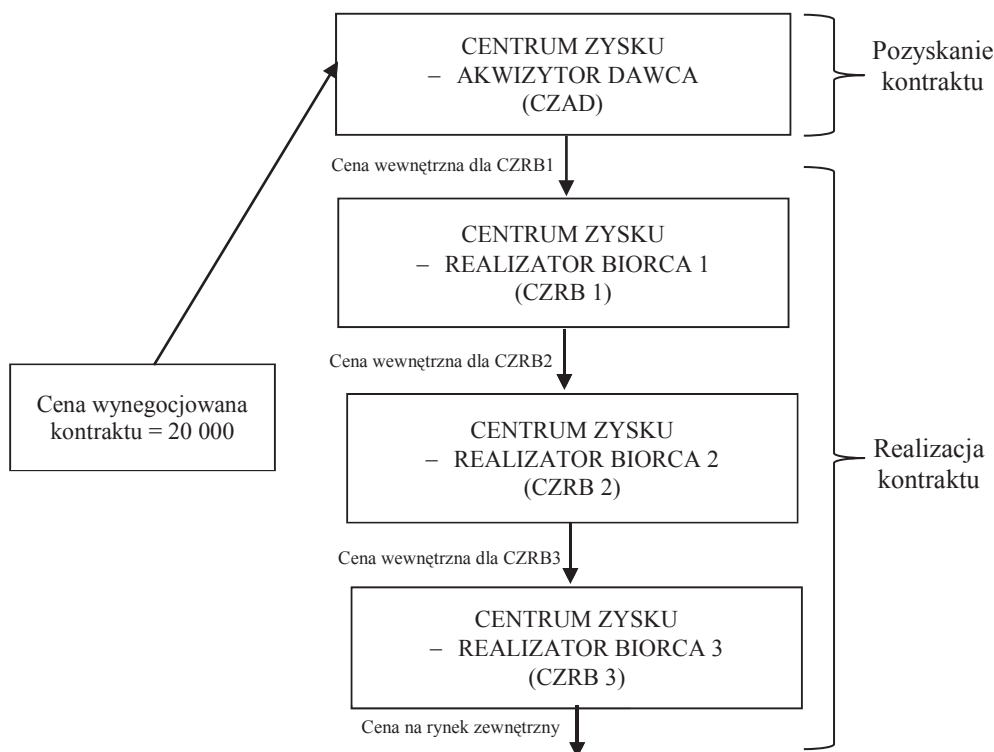 CENTRUM ZYSKU
– AKWIZYTOR DAWCA
(CZAD)
Pozyskanie
kontraktu
Cena wewnętrzna dla CZRB1
CENTRUM ZYSKU
– REALIZATOR BIORCA 1
(CZRB 1)
Cena wewnętrzna dla CZRB2
Cena wynegocjowana
kontraktu = 20 000
CENTRUM ZYSKU
– REALIZATOR BIORCA 2
(CZRB 2)
Realizacja
kontraktu
Cena wewnętrzna dla CZRB3
CENTRUM ZYSKU
– REALIZATOR BIORCA 3
(CZRB 3)
Cena na rynek zewnętrzny